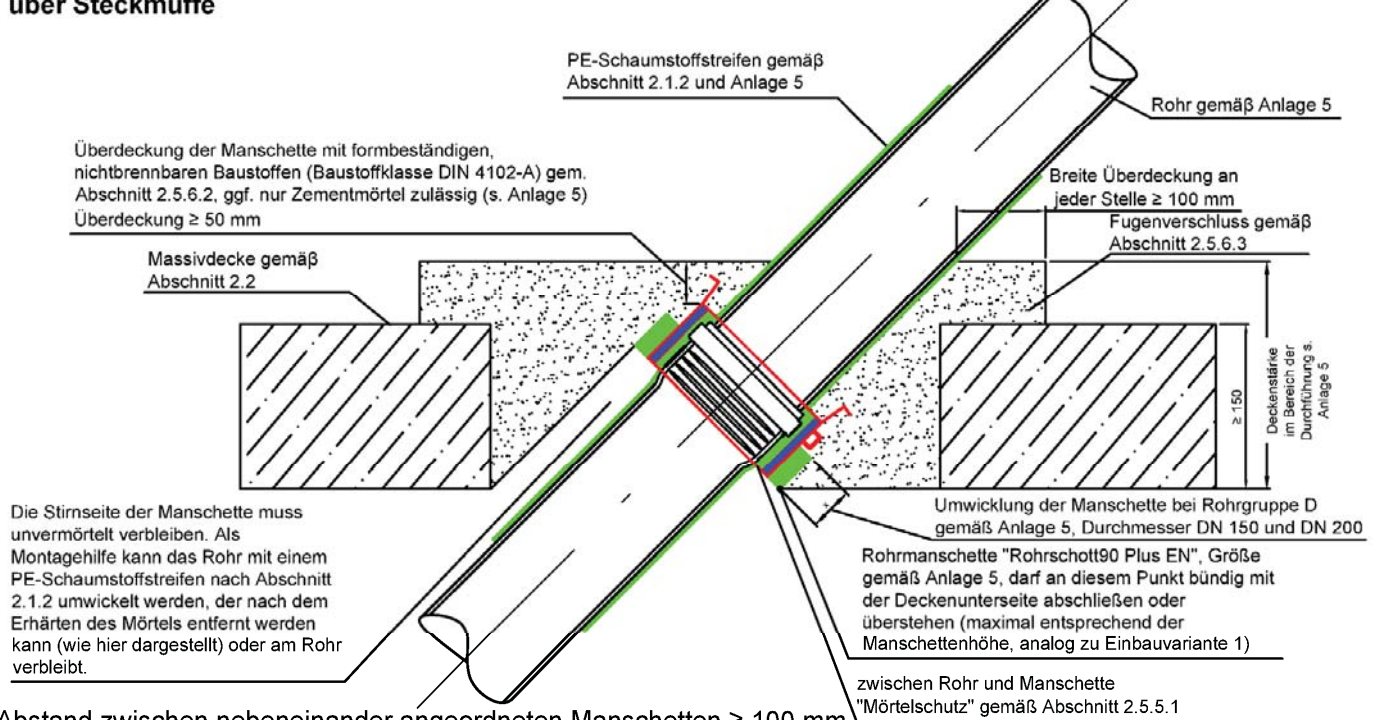 über Steckmuffe
PE-Schaumstoffstreifen gemäß
Abschnitt 2.1.2 und Anlage 5
Rohr gemäß Anlage 5
Überdeckung der Manschette mit formbeständigen,
nichtbrennbaren Baustoffen (Baustoffklasse DIN 4102-A) gem.
Abschnitt 2.5.6.2, ggf. nur Zementmörtel zulässig (s. Anlage 5)
Überdeckung ≥ 50 mm
Breite Überdeckung an
jeder Stelle ≥ 100 mm
Fugenverschluss gemäß
Abschnitt 2.5.6.3
Massivdecke gemäß
Abschnitt 2.2
≥ 150
Deckenstärke
im Bereich der
Durchführung s.
Anlage 5
Die Stirnseite der Manschette muss
unvermörtelt verbleiben. Als
Montagehilfe kann das Rohr mit einem
PE-Schaumstoffstreifen nach Abschnitt
2.1.2 umwickelt werden, der nach dem
Erhärten des Mörtels entfernt werden
kann (wie hier dargestellt) oder am Rohr
verbleibt.
Umwicklung der Manschette bei Rohrgruppe D
gemäß Anlage 5, Durchmesser DN 150 und DN 200
Rohrmanschette "Rohrschott90 Plus EN", Größe
gemäß Anlage 5, darf an diesem Punkt bündig mit
der Deckenunterseite abschließen oder
überstehen (maximal entsprechend der
Manschettenhöhe, analog zu Einbauvariante 1)
zwischen Rohr und Manschette
"Mörtelschutz" gemäß Abschnitt 2.5.5.1
Abstand zwischen nebeneinander angeordneten Manschetten ≥ 100 mm